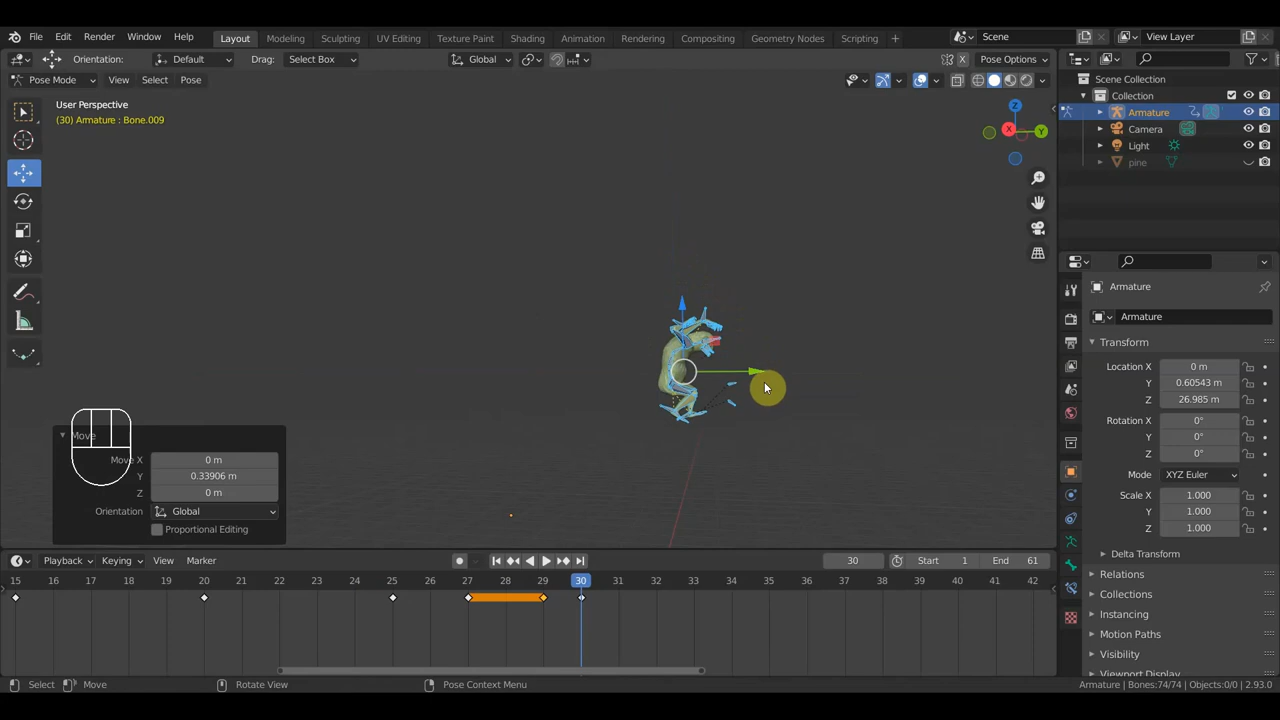 File Edit Render Window Help Layout Modeling Sculpting UV Editing Texture Paint Shading Animation Rendering Compositing Geometry Nodes Scripting + Scene View Layer
Orientation: Default Drag: Select Box Global X Pose Options
Pose Mode View Select Pose
Scene Collection
Collection
Armature
Camera
Light
pine
User Perspective
(30) Armature : Bone.009
Z
X
Y
Armature
Armature
Transform
Location X 0 m
Y 0.60543 m
Z 26.985 m
Rotation X 0°
Y 0°
Z 0°
Mode XYZ Euler
Scale X 1.000
Y 1.000
Z 1.000
Delta Transform
Relations
Collections
Instancing
Motion Paths
Visibility
Viewport Display
Move
Move X 0 m
Y 0.33906 m
Z 0 m
Orientation Global
Proportional Editing
Playback Keying View Marker 30 Start 1 End 61
15 16 17 18 19 20 21 22 23 24 25 26 27 28 29 30 31 32 33 34 35 36 37 38 39 40 41 42
Select Move Rotate View Pose Context Menu Armature | Bones:74/74 | Objects:0/0 | 2.93.0